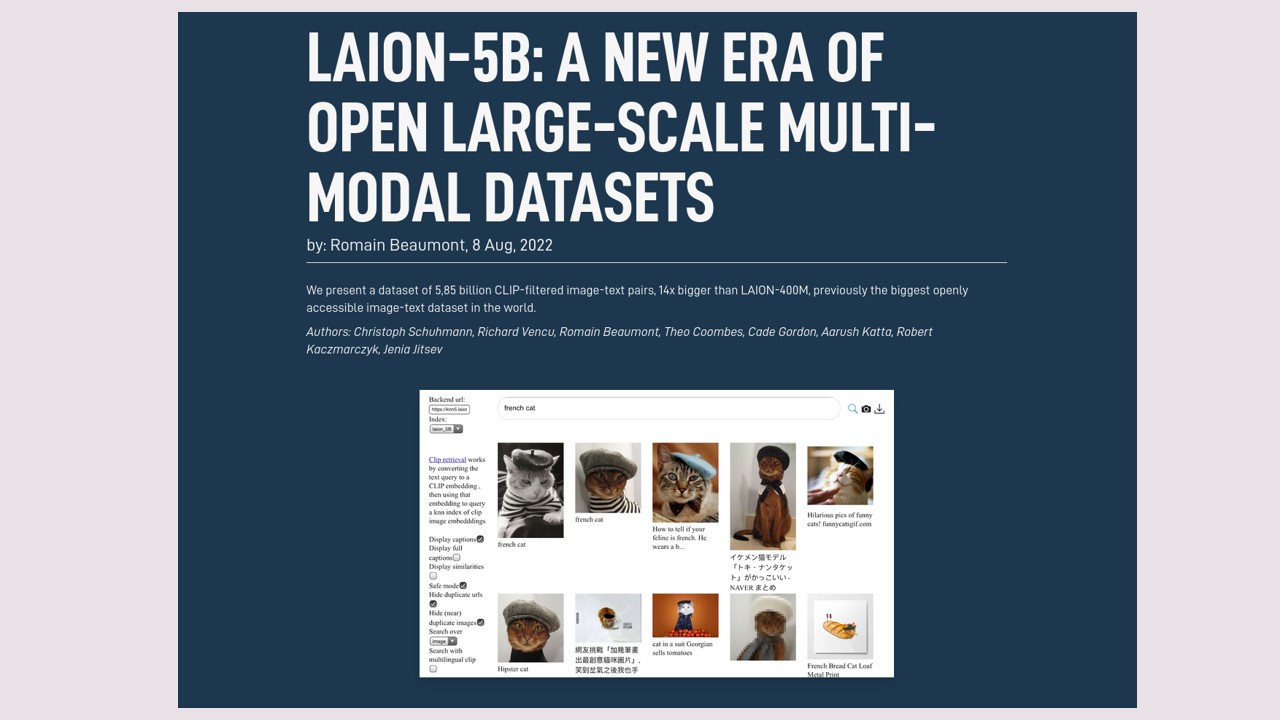 LAION-5B: A NEW ERA OF
OPEN LARGE-SCALE MULTI-
MODAL DATASETS
by: Romain Beaumont, 8 Aug, 2022
We present a dataset of 5,85 billion CLIP-filtered image-text pairs, 14x bigger than LAION-400M, previously the biggest openly
accessible image-text dataset in the world.
Authors: Christoph Schuhmann, Richard Vencu, Romain Beaumont, Theo Coombes, Cade Gordon, Aarush Katta, Robert
Kaczmarczyk, Jenia Jitsev
Backend url:
https://knn5.laior
Index:
laion_5B
french cat
Clip retrieval works
by converting the
text query to a
CLIP embedding ,
then using that
embedding to query
a knn index of clip
image embedddings
Display captions
Display full
captions
Display similarities
Safe mode
Hide duplicate urls
Hide (near)
duplicate images
Search over
image
Search with
multilingual clip
french cat
french cat
How to tell if your
feline is french. He
wears a b...
イケメン猫モデル
「トキ・ナンタケッ
ト」がかっこいい -
NAVER まとめ
Hilarious pics of funny
cats! funnycatsgif.com
Hipster cat
網友挑戰「加幾筆畫
出最創意貓咪圖片」,
笑到岔氣之後我也手
cat in a suit Georgian
sells tomatoes
French Bread Cat Loaf
Metal Print